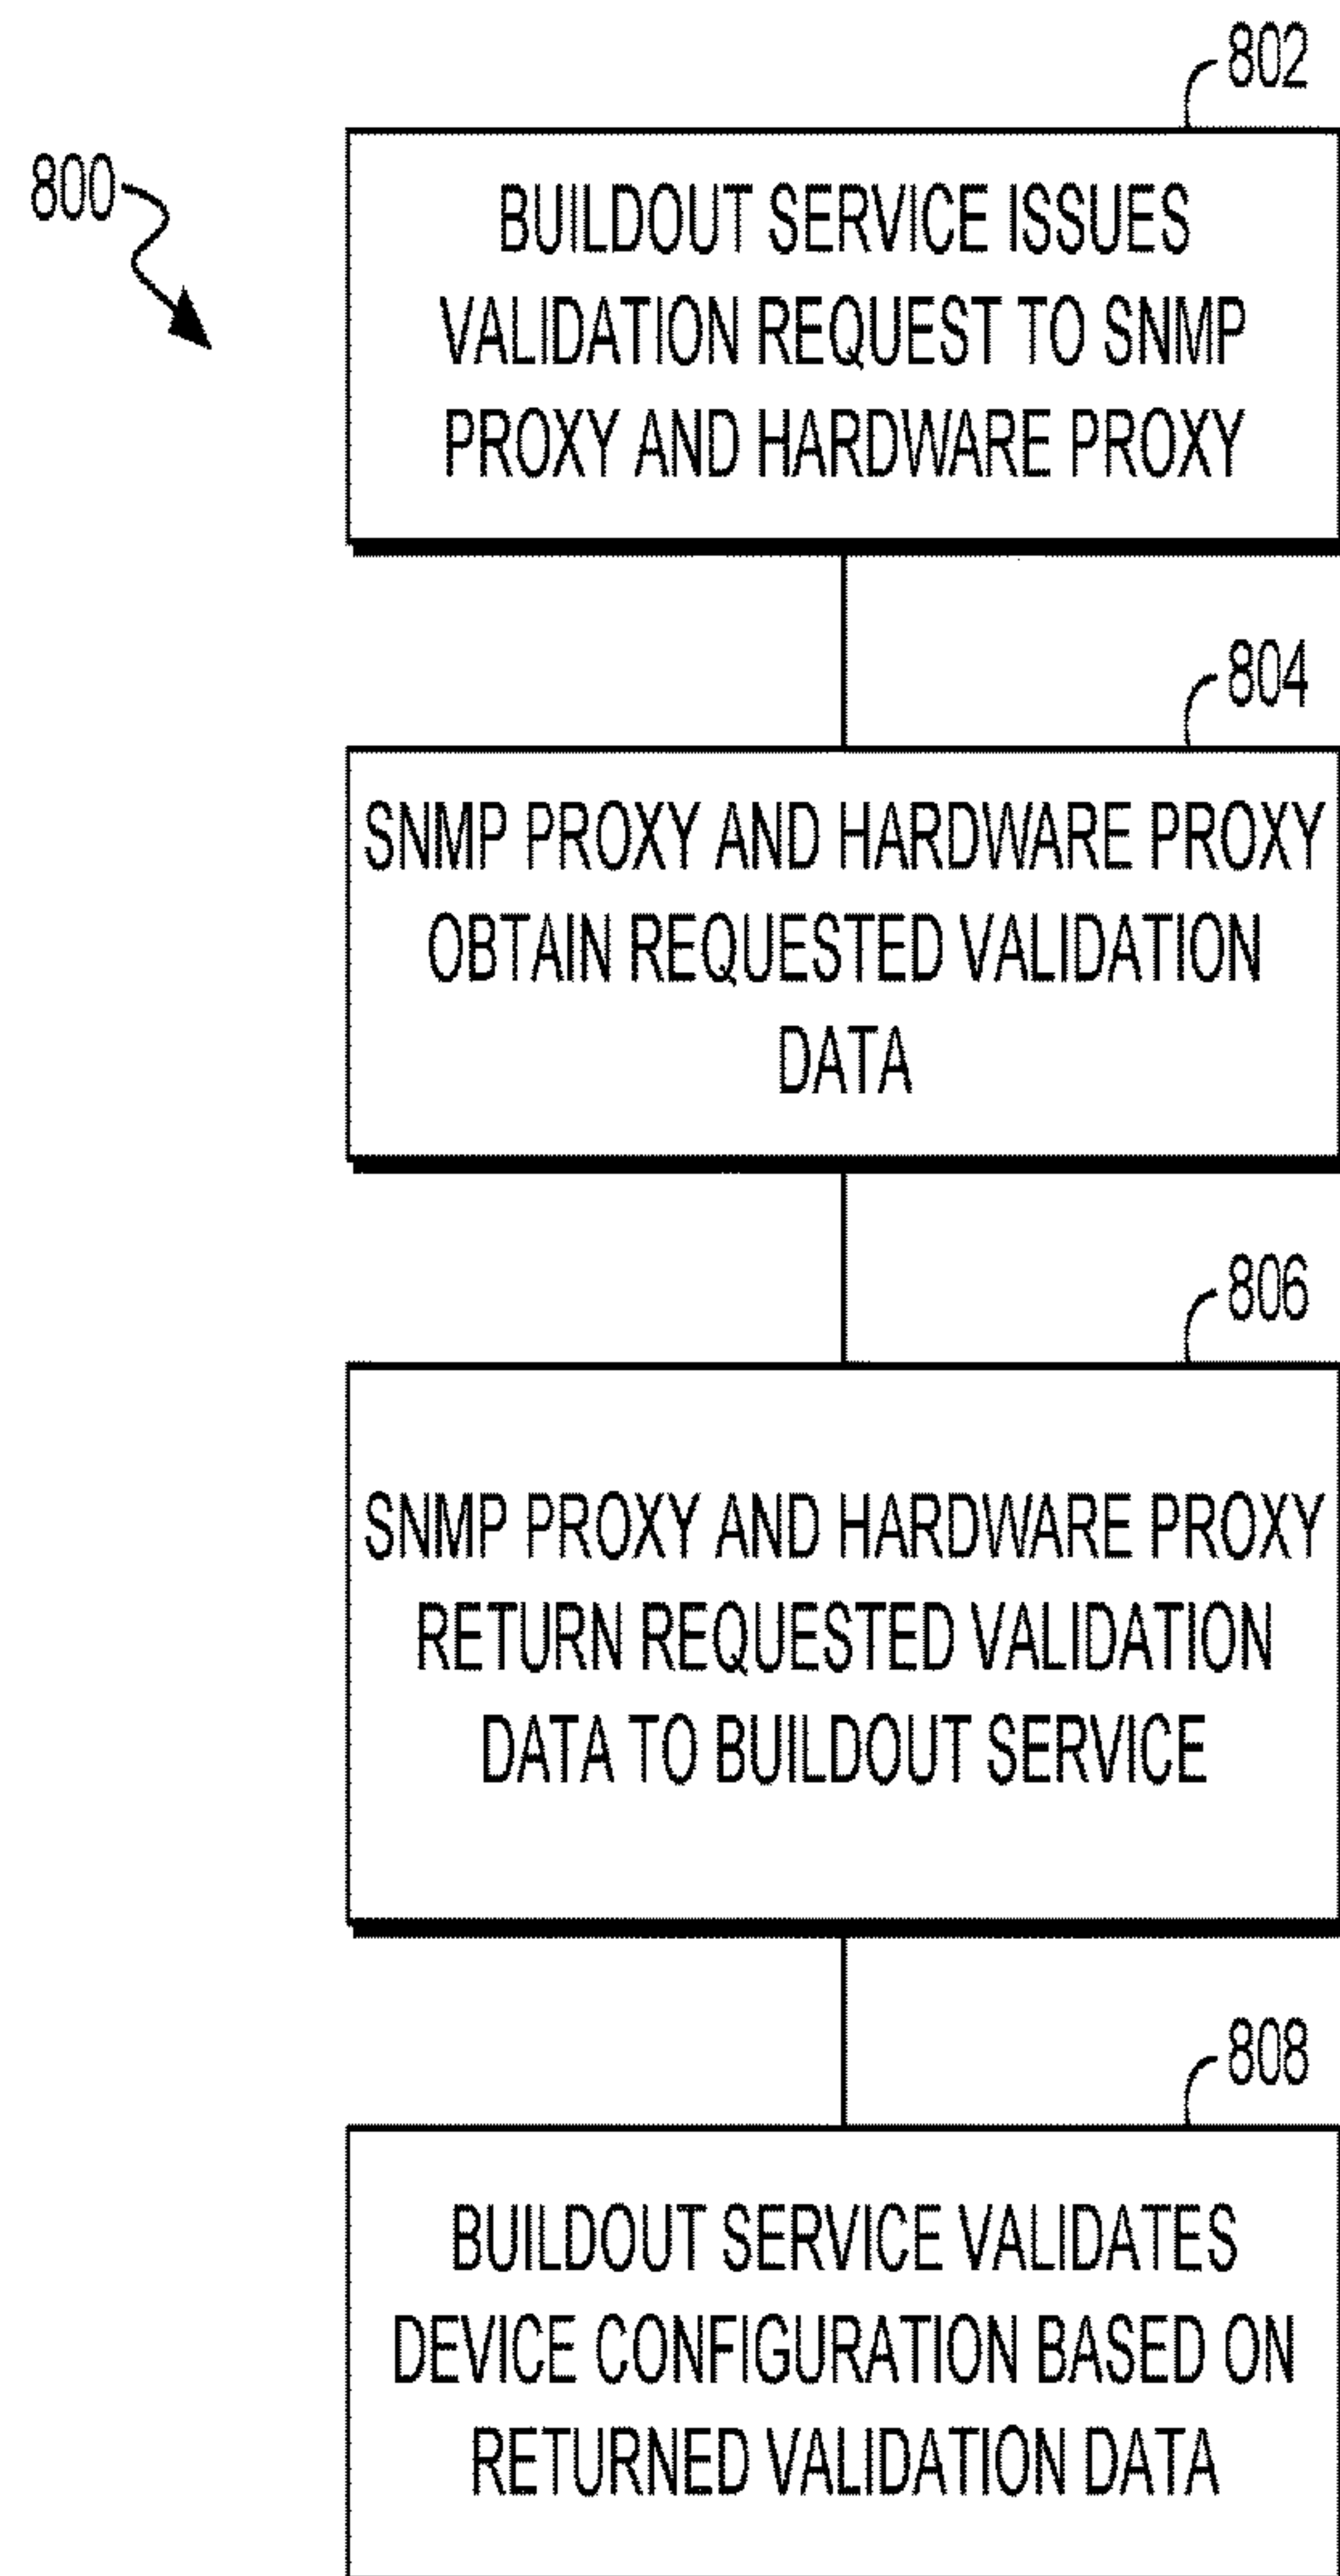 802
800
BUILDOUT SERVICE ISSUES
VALIDATION REQUEST TO SNMP
PROXY AND HARDWARE PROXY
804
SNMP PROXY AND HARDWARE PROXY
OBTAIN REQUESTED VALIDATION
DATA
806
SNMP PROXY AND HARDWARE PROXY
RETURN REQUESTED VALIDATION
DATA TO BUILDOUT SERVICE
808
BUILDOUT SERVICE VALIDATES
DEVICE CONFIGURATION BASED ON
RETURNED VALIDATION DATA